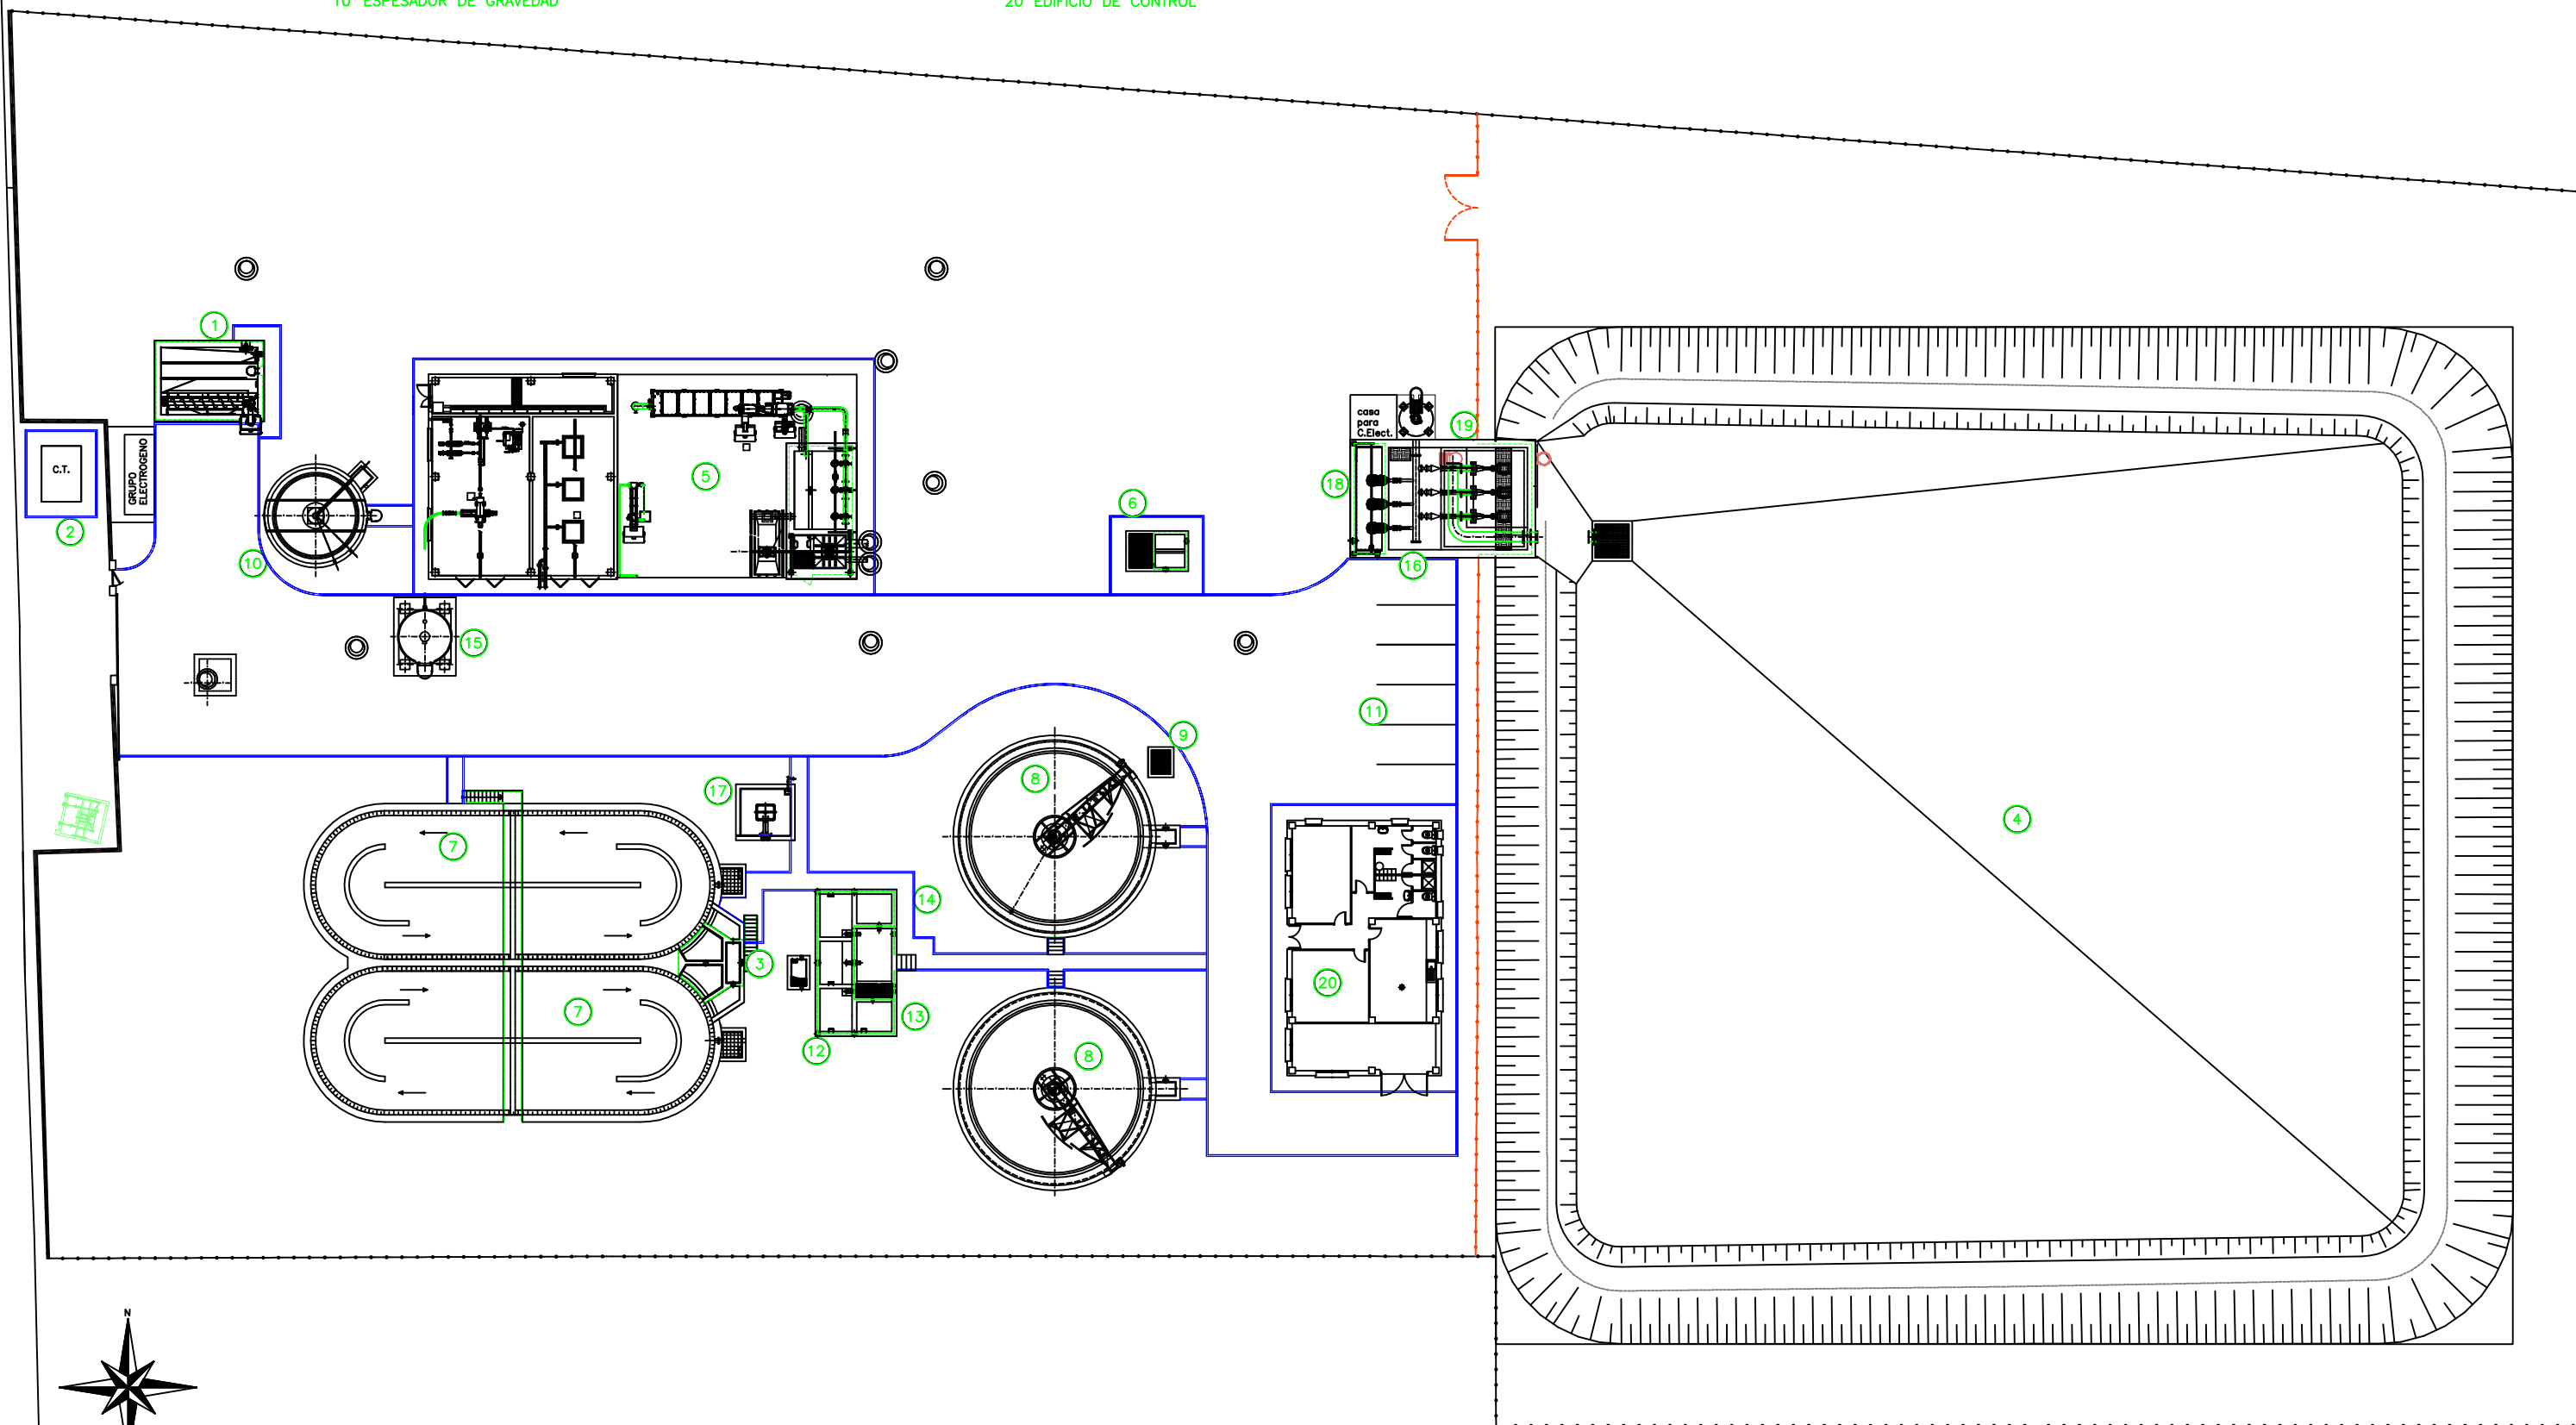 10 ESPESADOR DE GRAVEDAD
20 EDIFICIO DE CONTROL
1
casa
para
C.Elect.
19
C.T.
GRUPO
ELECTROGENO
5
18
6
2
10
16
15
11
9
8
17
7
4
14
3
20
7
13
12
8
N